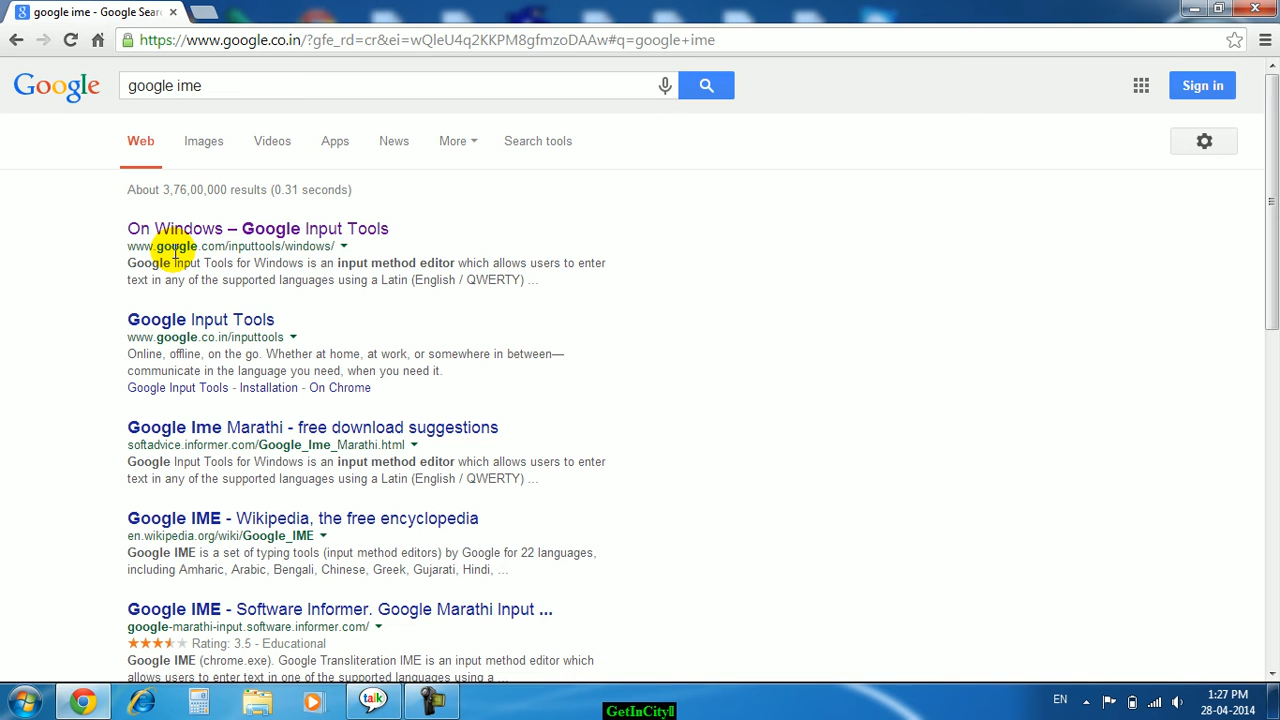 google ime - Google Sear
https://www.google.co.in/?gfe_rd=cr&ei=wQleU4q2KKPM8gfmzoDAAw#q=google+ime
Google
google ime
Sign in
Web Images Videos Apps News More Search tools
About 3,76,00,000 results (0.31 seconds)
On Windows – Google Input Tools
www.google.com/inputtools/windows/
Google Input Tools for Windows is an input method editor which allows users to enter
text in any of the supported languages using a Latin (English / QWERTY) ...
Google Input Tools
www.google.co.in/inputtools
Online, offline, on the go. Whether at home, at work, or somewhere in between—
communicate in the language you need, when you need it.
Google Input Tools - Installation - On Chrome
Google Ime Marathi - free download suggestions
softadvice.informer.com/Google_Ime_Marathi.html
Google Input Tools for Windows is an input method editor which allows users to enter
text in any of the supported languages using a Latin (English / QWERTY) ...
Google IME - Wikipedia, the free encyclopedia
en.wikipedia.org/wiki/Google_IME
Google IME is a set of typing tools (input method editors) by Google for 22 languages,
including Amharic, Arabic, Bengali, Chinese, Greek, Gujarati, Hindi, ...
Google IME - Software Informer. Google Marathi Input ...
google-marathi-input.software.informer.com/
Rating: 3.5 - Educational
Google IME (chrome.exe). Google Transliteration IME is an input method editor which
allows users to enter text in one of the supported languages using a
talk
EN
1:27 PM
28-04-2014
GetInCity